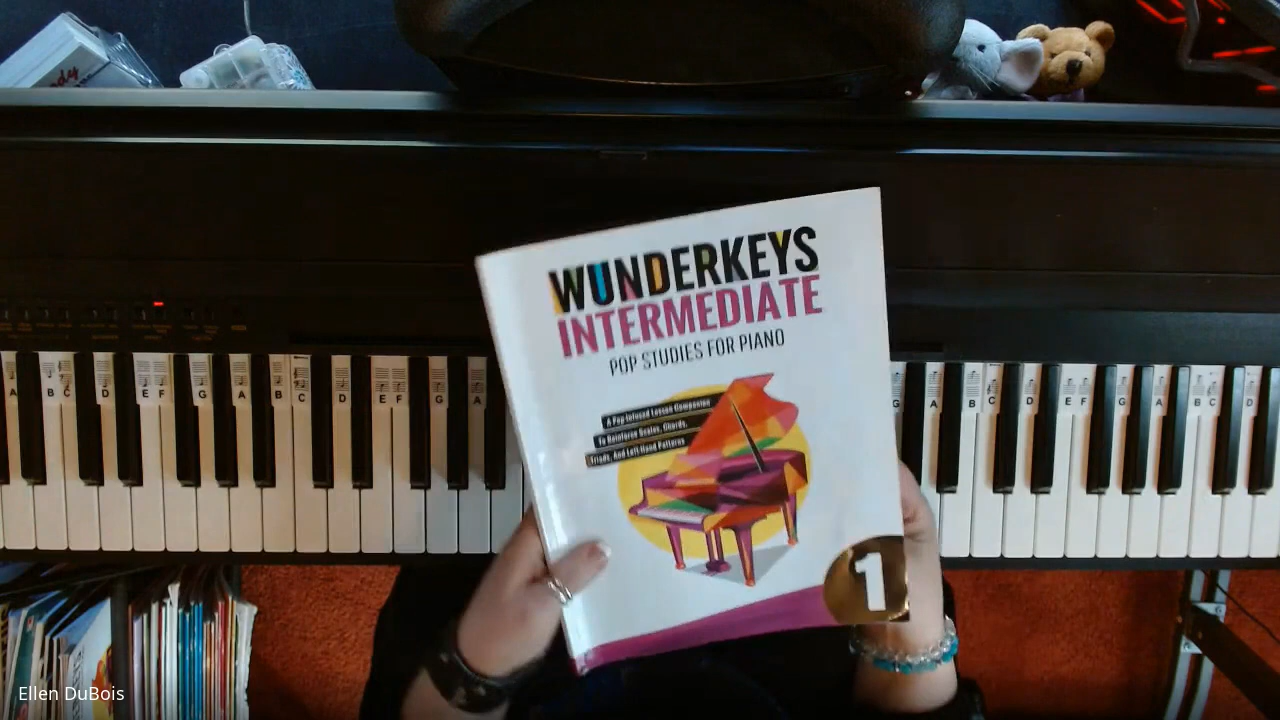 WUNDERKEYS
INTERMEDIATE
POP STUDIES FOR PIANO
A Pop-Infused Lesson Companion
To Reinforce Scales, Chords,
Triads, And Left-Hand Patterns
1
A B C D E F G A B C D E F G A
G A B C D E F G A B C D
Ellen DuBois